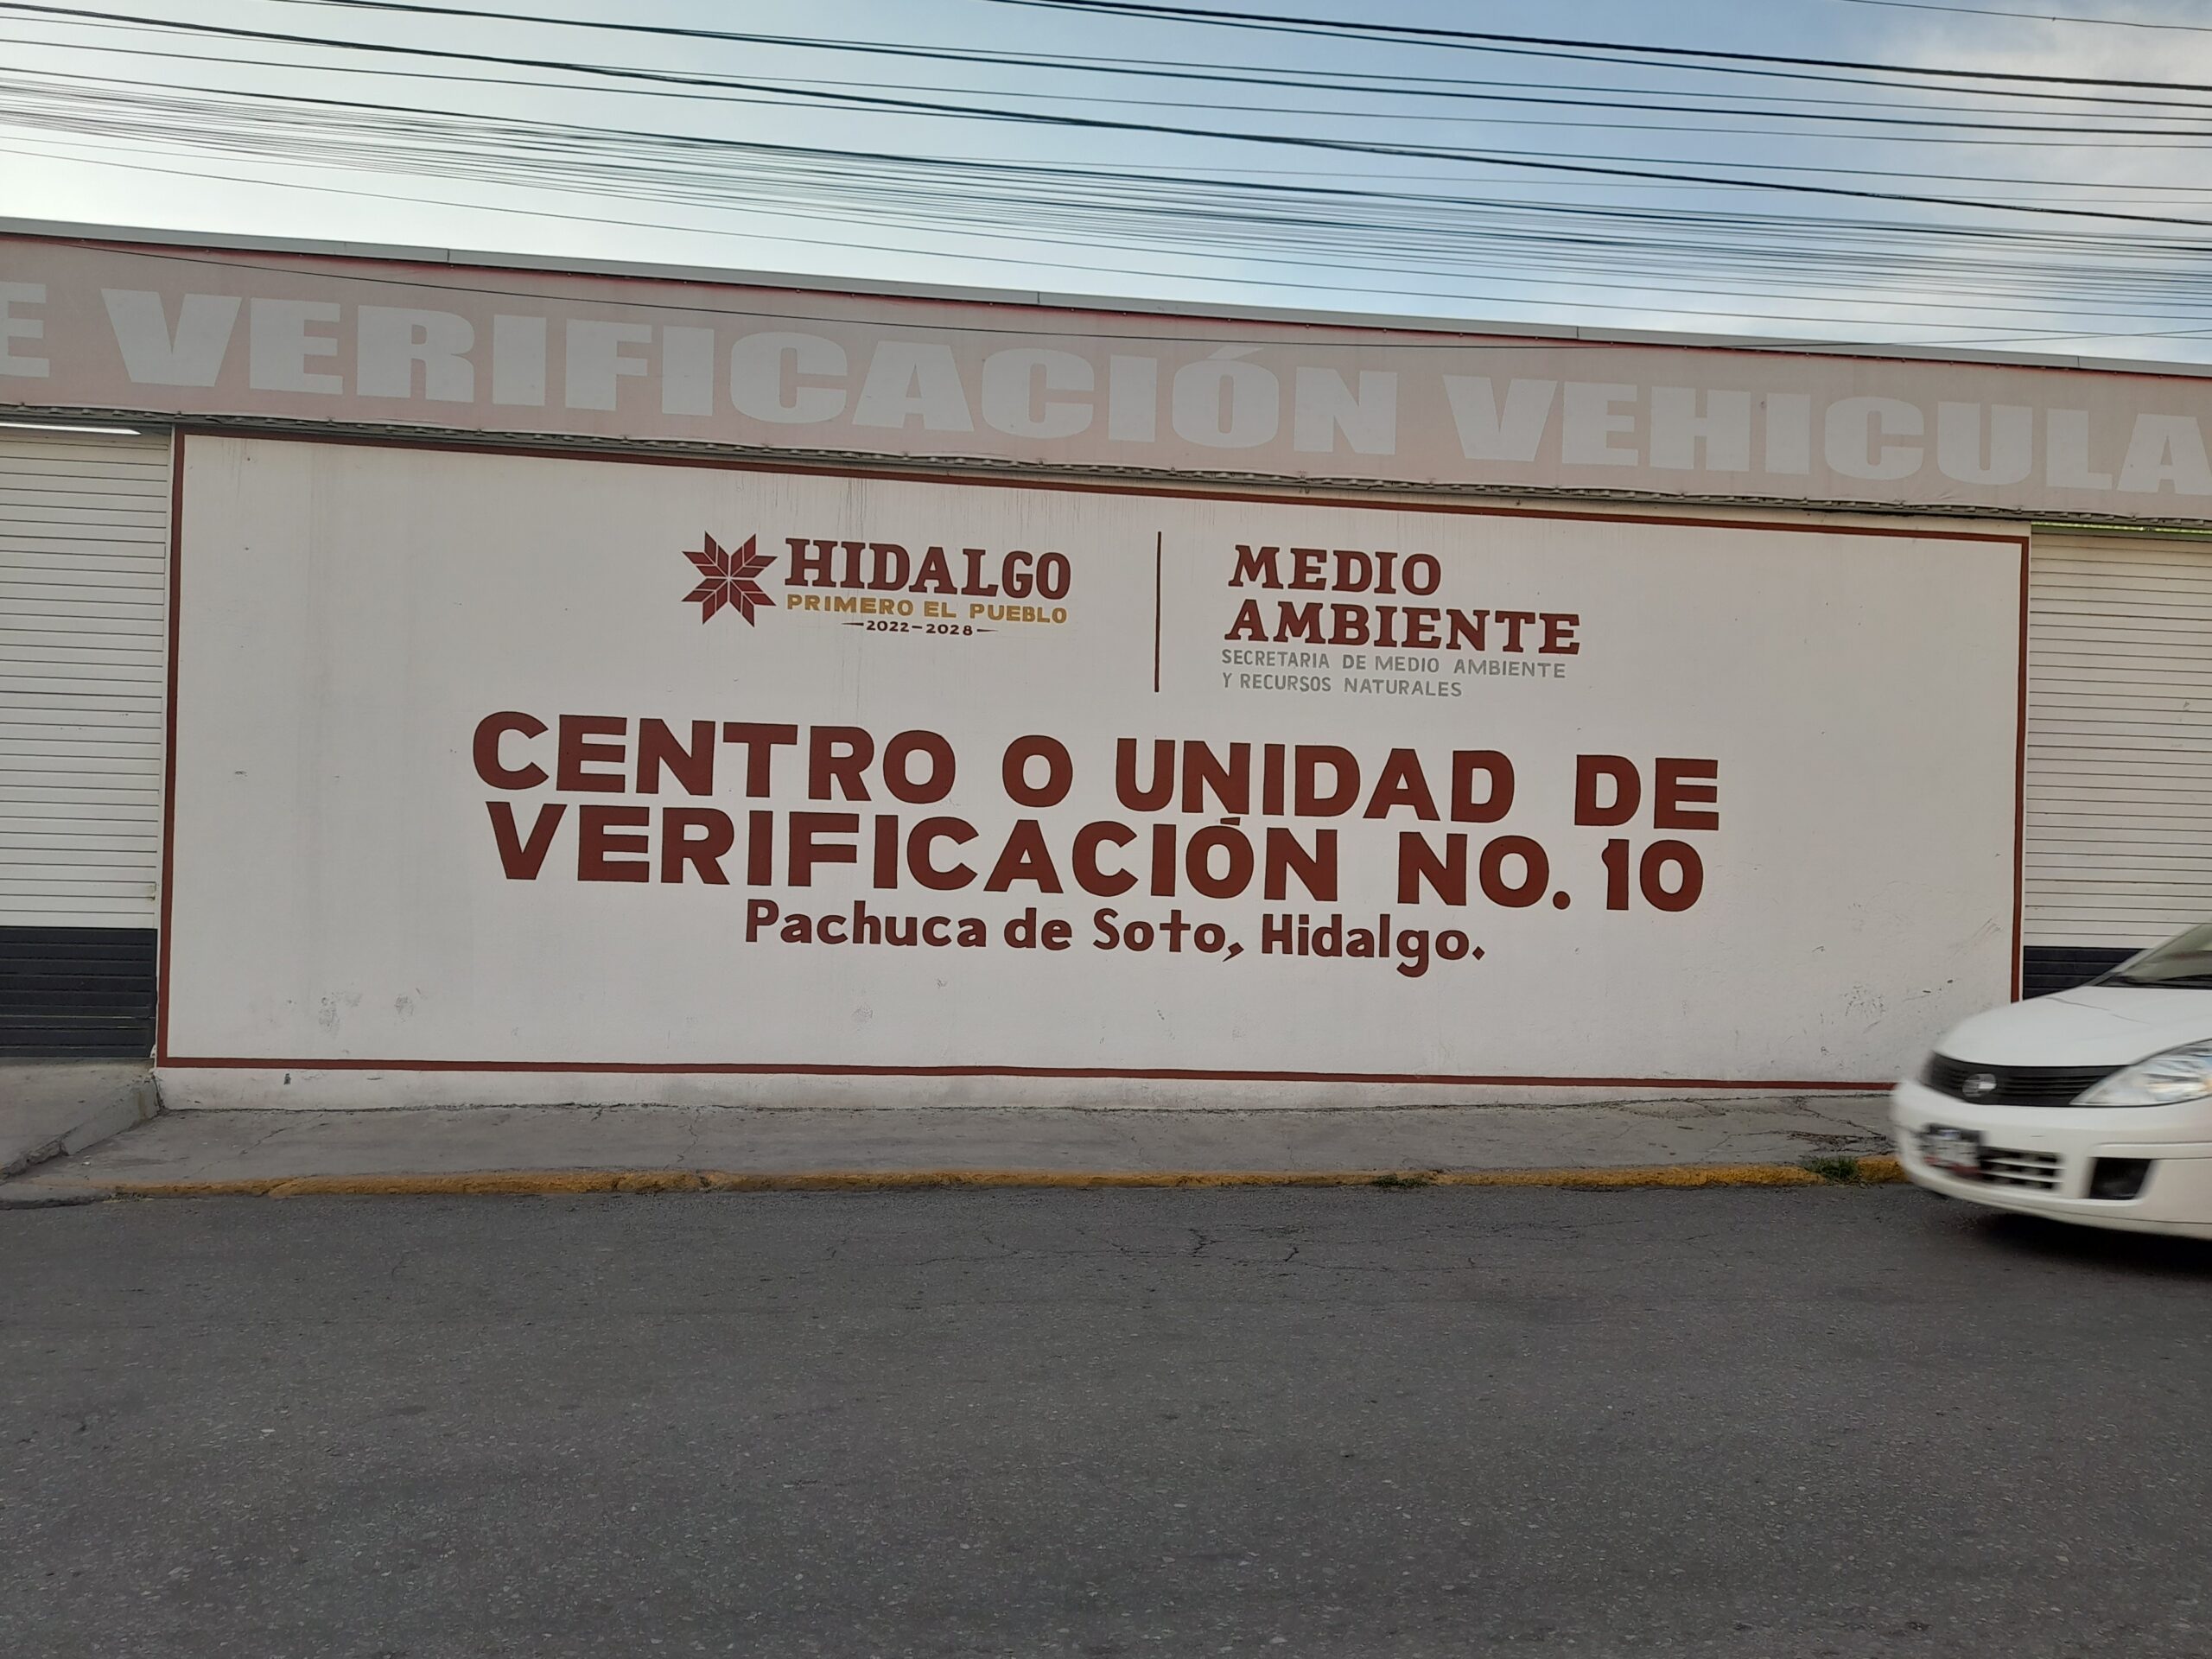 E VERIFICACIÓN VEHICULA
HIDALGO
PRIMERO EL PUEBLO
2022-2028
MEDIO
AMBIENTE
SECRETARIA DE MEDIO AMBIENTE
Y RECURSOS NATURALES
CENTRO O UNIDAD DE
VERIFICACIÓN NO. 10
Pachuca de Soto, Hidalgo.